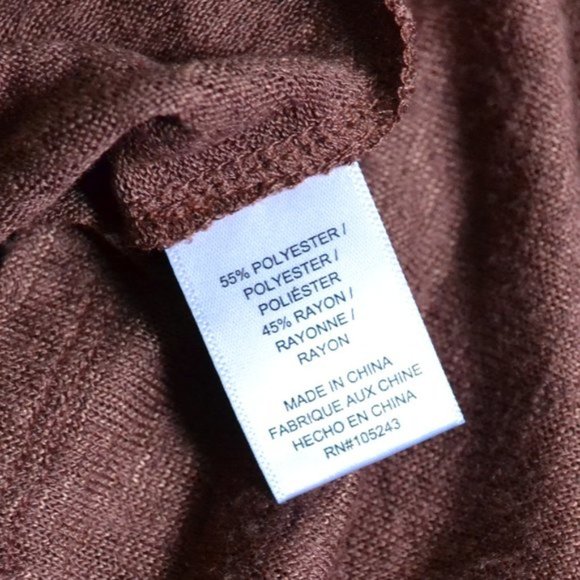 55% POLYESTER /
POLYESTER /
POLIÉSTER
45% RAYON /
RAYONNE /
RAYON
MADE IN CHINA
FABRIQUE AUX CHINE
HECHO EN CHINA
RN#105243